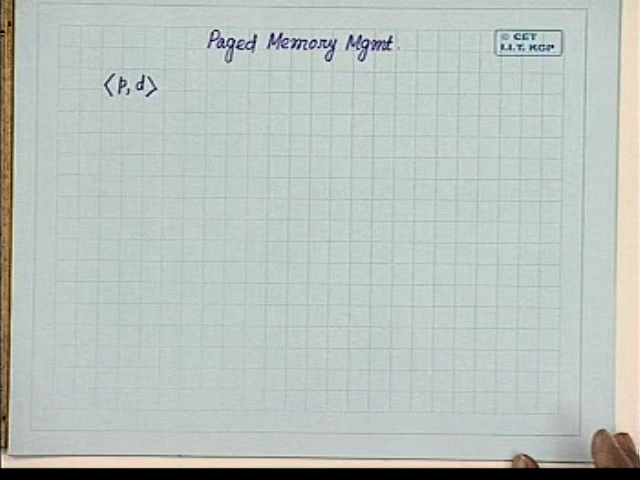 Paged Memory Mgmt.
© CET
I.I.T. KGP
<p, d>